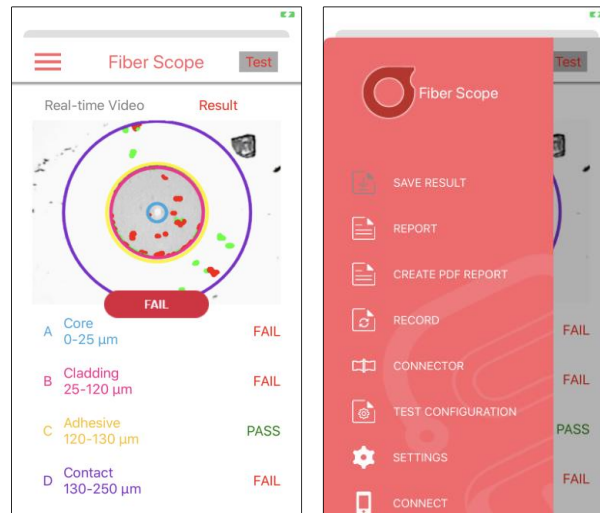 Fiber Scope
Test
Real-time Video
Result
FAIL
A
Core
0-25 µm
FAIL
B
Cladding
25-120 µm
FAIL
C
Adhesive
120-130 µm
PASS
D
Contact
130-250 µm
FAIL
Test
Fiber Scope
SAVE RESULT
REPORT
CREATE PDF REPORT
RECORD
CONNECTOR
TEST CONFIGURATION
SETTINGS
CONNECT
FAIL
FAIL
PASS
FAIL